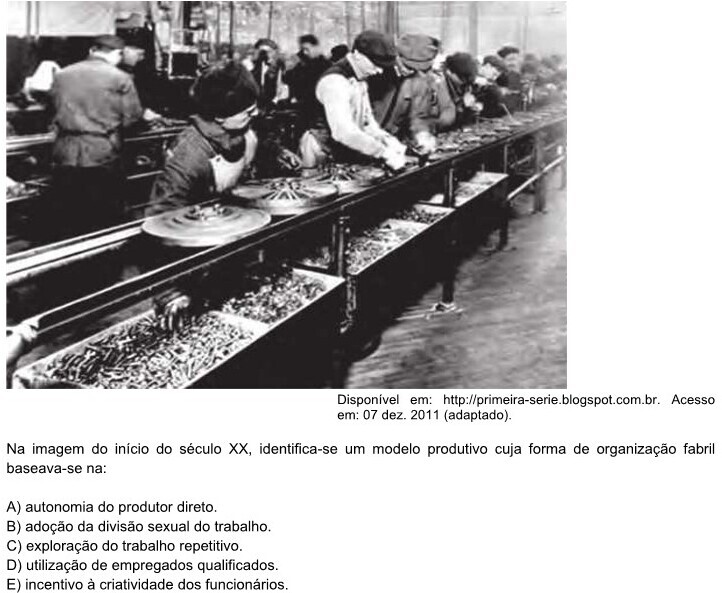 Disponível em: http://primeira-serie.blogspot.com.br. Acesso
em: 07 dez. 2011 (adaptado).
Na imagem do início do século XX, identifica-se um modelo produtivo cuja forma de organização fabril
baseava-se na:
A) autonomia do produtor direto.
B) adoção da divisão sexual do trabalho.
C) exploração do trabalho repetitivo.
D) utilização de empregados qualificados.
E) incentivo à criatividade dos funcionários.